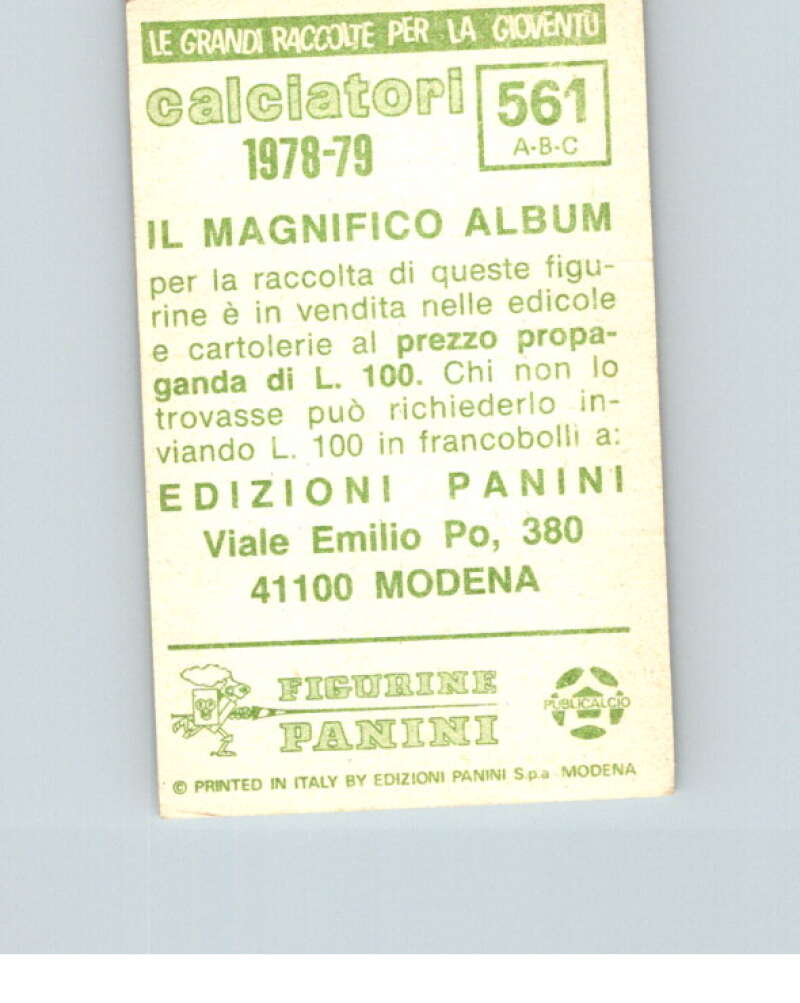 LE GRANDI RACCOLTE PER LA GIOVENTÙ
calciatori
1978-79
561
A-B-C
IL MAGNIFICO ALBUM
per la raccolta di queste figu-
rine è in vendita nelle edicole
e cartolerie al prezzo propa-
ganda di L. 100. Chi non lo
trovasse può richiederlo in-
viando L. 100 in francobolli a:
EDIZIONI PANINI
Viale Emilio Po, 380
41100 MODENA
FIGURINE
PANINI
PUBLICALCIO
© PRINTED IN ITALY BY EDIZIONI PANINI S.p.a MODENA